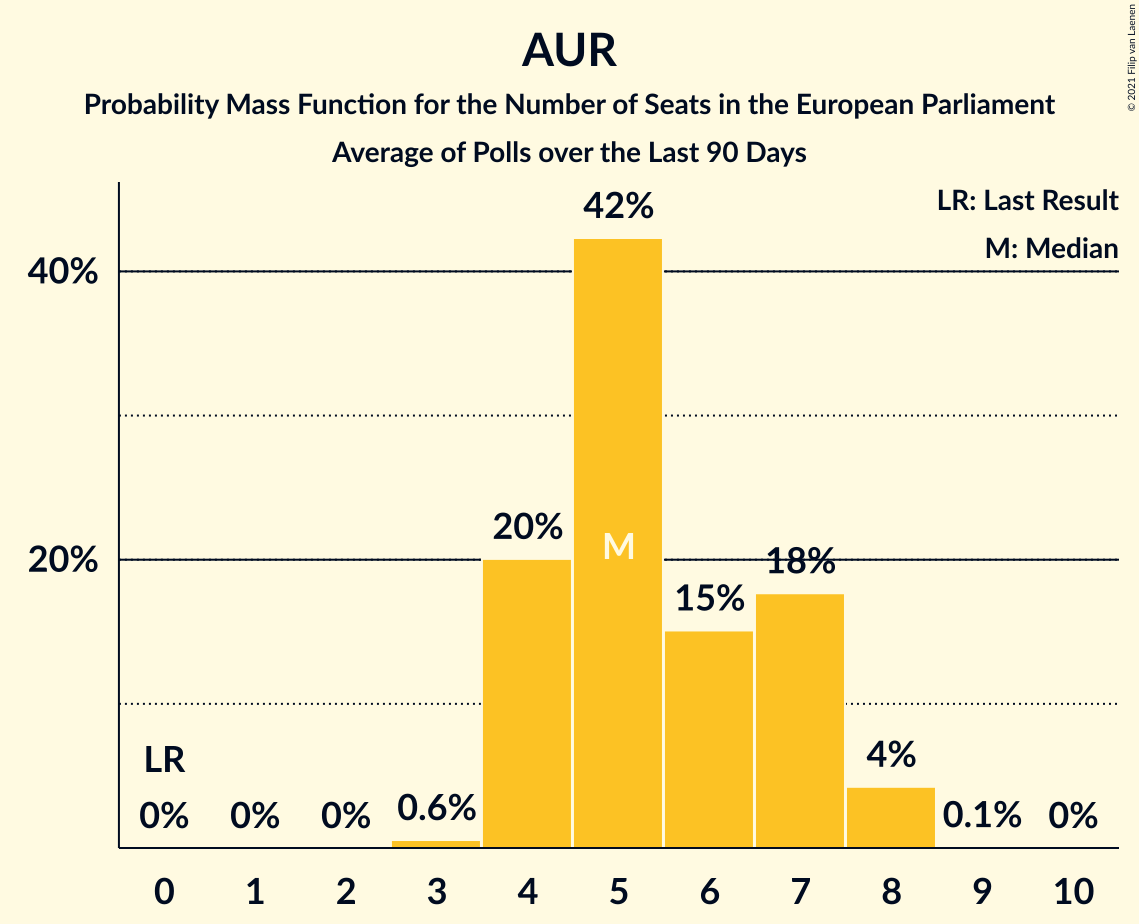 AUR
Probability Mass Function for the Number of Seats in the European Parliament
Average of Polls over the Last 90 Days
© 2021 Filip van Laenen
LR: Last Result
M: Median
42%
40%
20%
20%
M
18%
15%
LR
4%
0%
0%
0%
0.6%
0.1%
0%
0 1 2 3 4 5 6 7 8 9 10